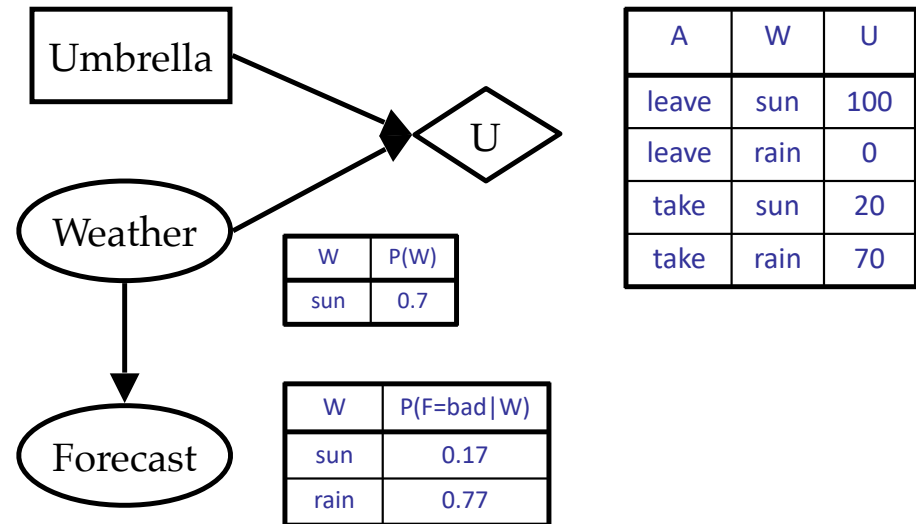 Umbrella
U
Weather
Forecast
A W U
leave sun 100
leave rain 0
take sun 20
take rain 70
W P(W)
sun 0.7
W P(F=bad|W)
sun 0.17
rain 0.77